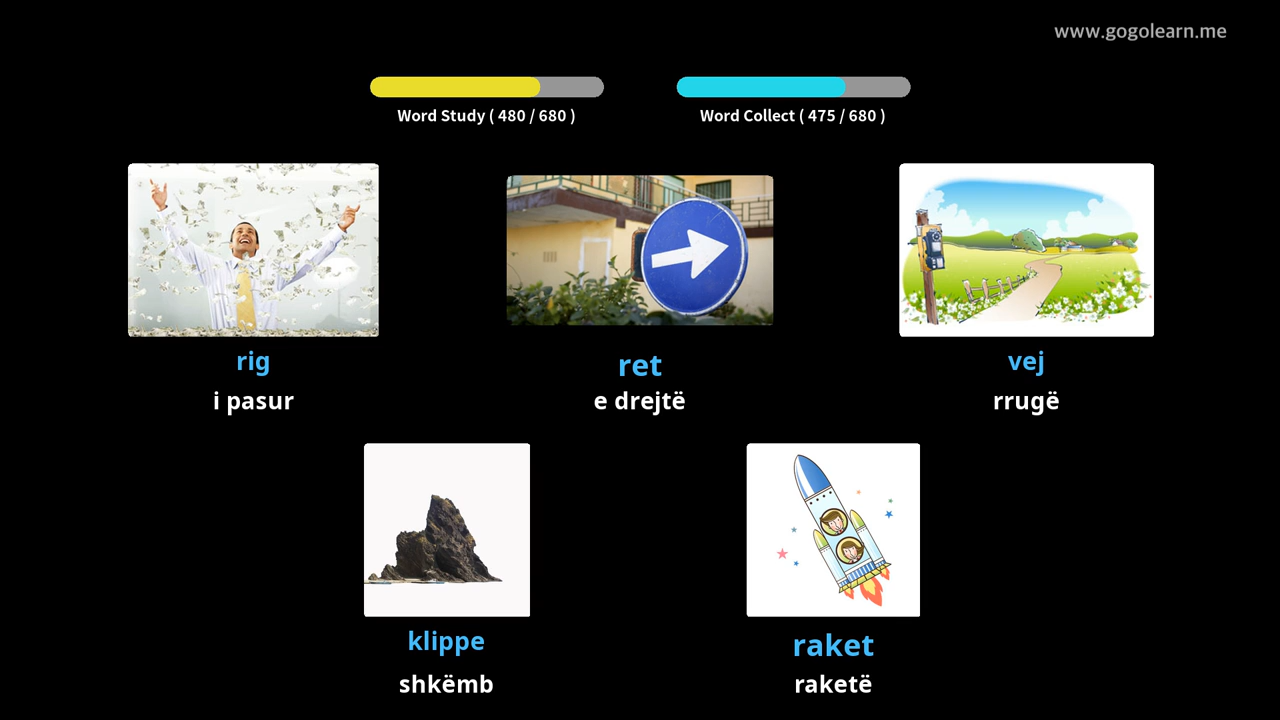 www.gogolearn.me
Word Study ( 480 / 680 )
Word Collect ( 475 / 680 )
rig
i pasur
ret
e drejtë
vej
rrugë
klippe
shkëmb
raket
raketë